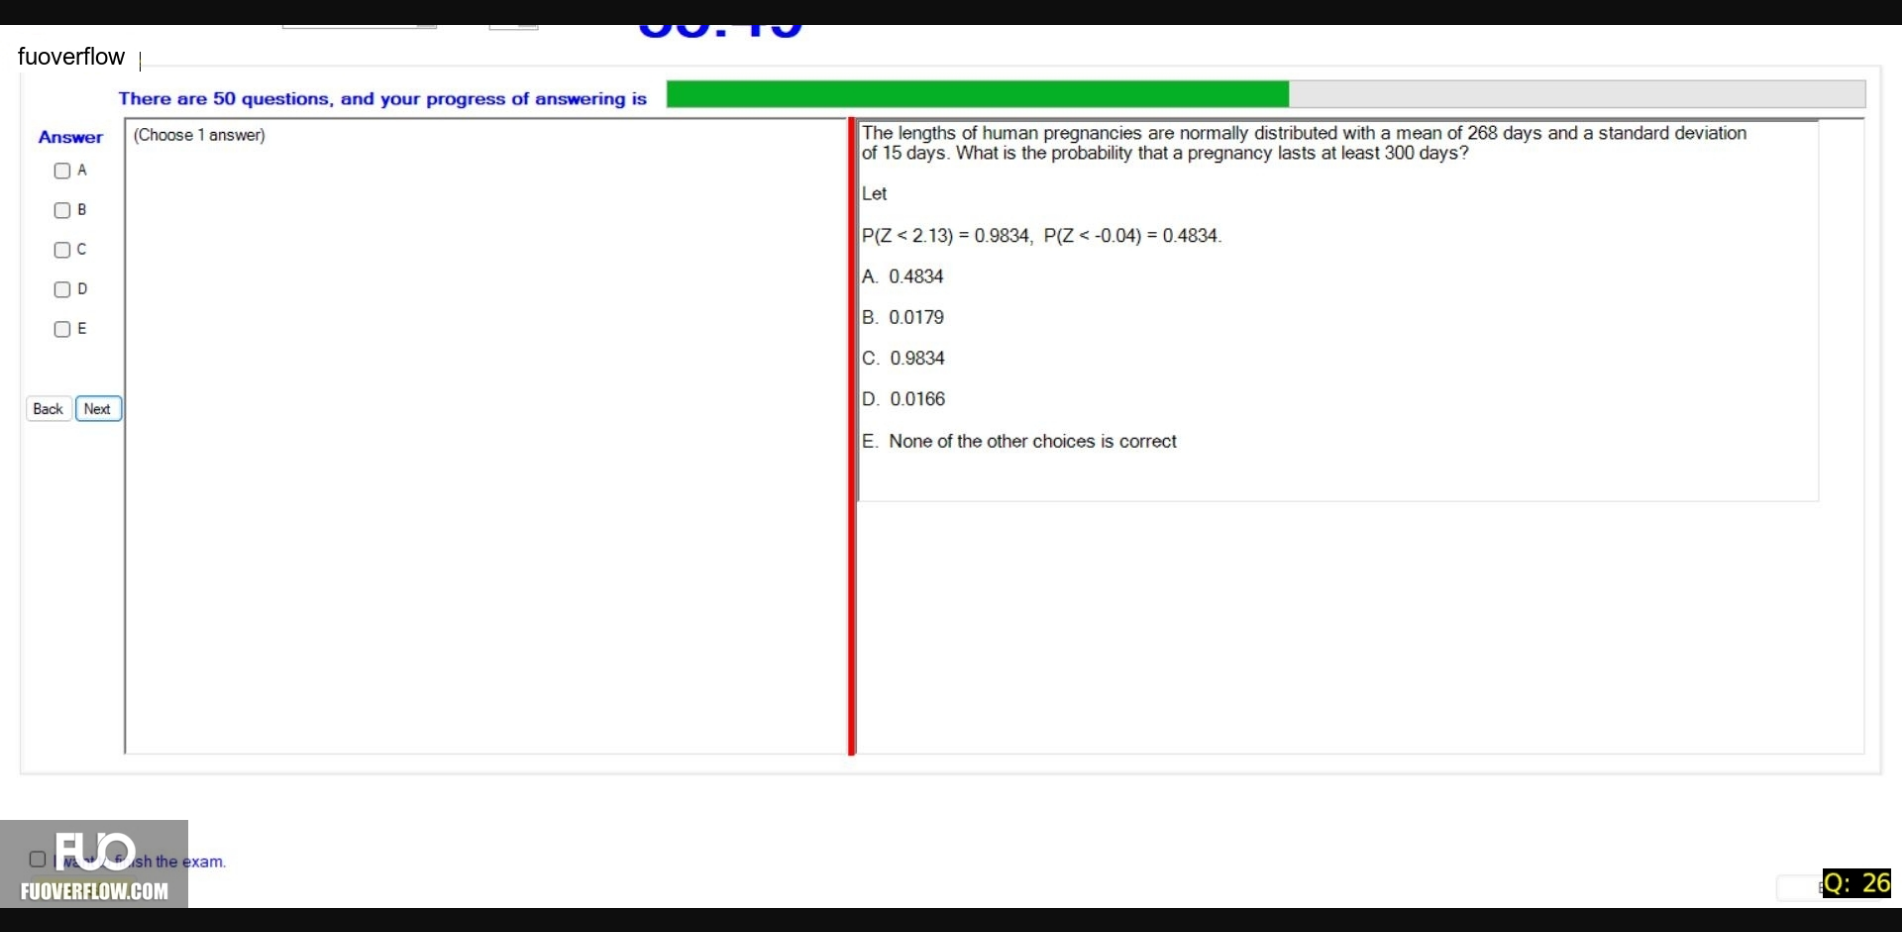 fuoverflow
There are 50 questions, and your progress of answering is
Answer
(Choose 1 answer)
A
B
C
D
E
Back Next
The lengths of human pregnancies are normally distributed with a mean of 268 days and a standard deviation
of 15 days. What is the probability that a pregnancy lasts at least 300 days?
Let
P(Z < 2.13) = 0.9834, P(Z < -0.04) = 0.4834.
A. 0.4834
B. 0.0179
C. 0.9834
D. 0.0166
E. None of the other choices is correct
FUO
the exam.
FUOVERFLOW.COM
Q: 26